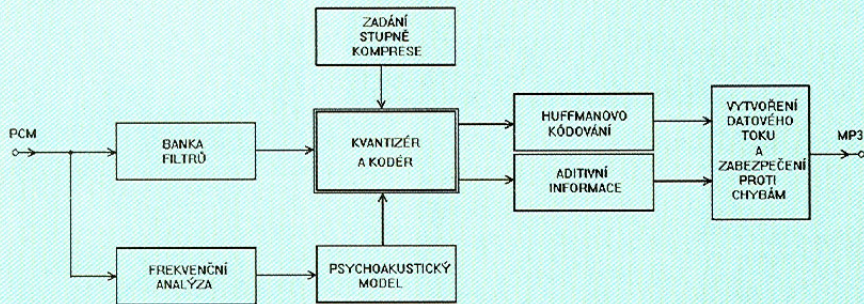 ZADÁNÍ
STUPNĚ
KOMPRESE
PCM
BANKA
FILTRŮ
KVANTIZÉR
A KODÉR
HUFFMANOVO
KÓDOVÁNÍ
ADITIVNÍ
INFORMACE
VYTVOŘENÍ
DATOVÉHO
TOKU
A
ZABEZPEČENÍ
PROTI
CHYBÁM
MP3
FREKVENČNÍ
ANALÝZA
PSYCHOAKUSTICKÝ
MODEL